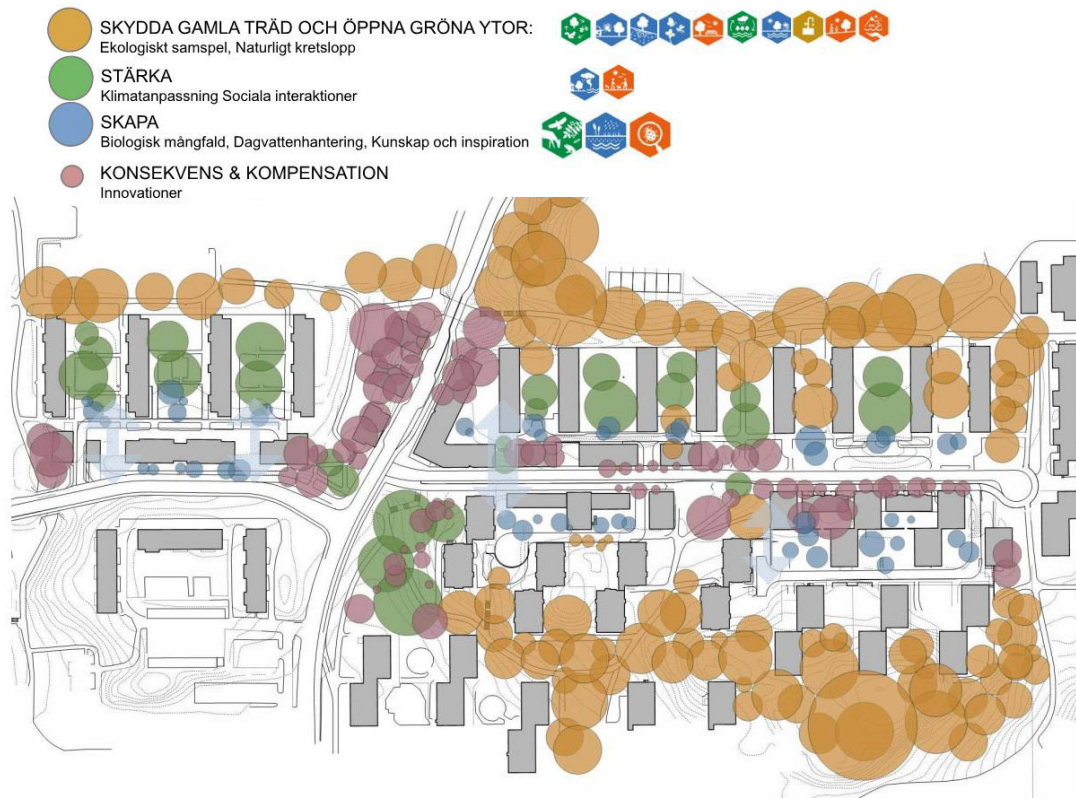 SKYDDA GAMLA TRÄD OCH ÖPPNA GRÖNA YTOR:
Ekologiskt samspel, Naturligt kretslopp
STÄRKA
Klimatanpassning Sociala interaktioner
SKAPA
Biologisk mångfald, Dagvattenhantering, Kunskap och inspiration
KONSEKVENS & KOMPENSATION
Innovationer